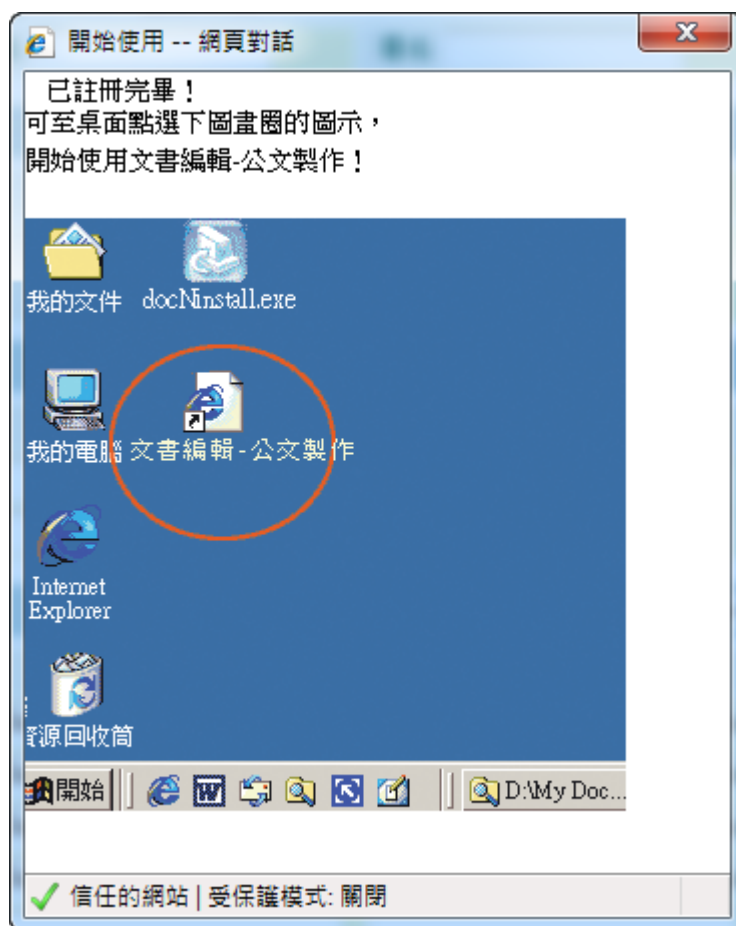 開始使用 -- 網頁對話
已註冊完畢！
可至桌面點選下圖畫圈的圖示，
開始使用文書編輯-公文製作！
我的文件
docNinstall.exe
我的電腦
文書編輯-公文製作
Internet
Explorer
資源回收筒
開始
D:\My Doc...
信任的網站 | 受保護模式: 關閉